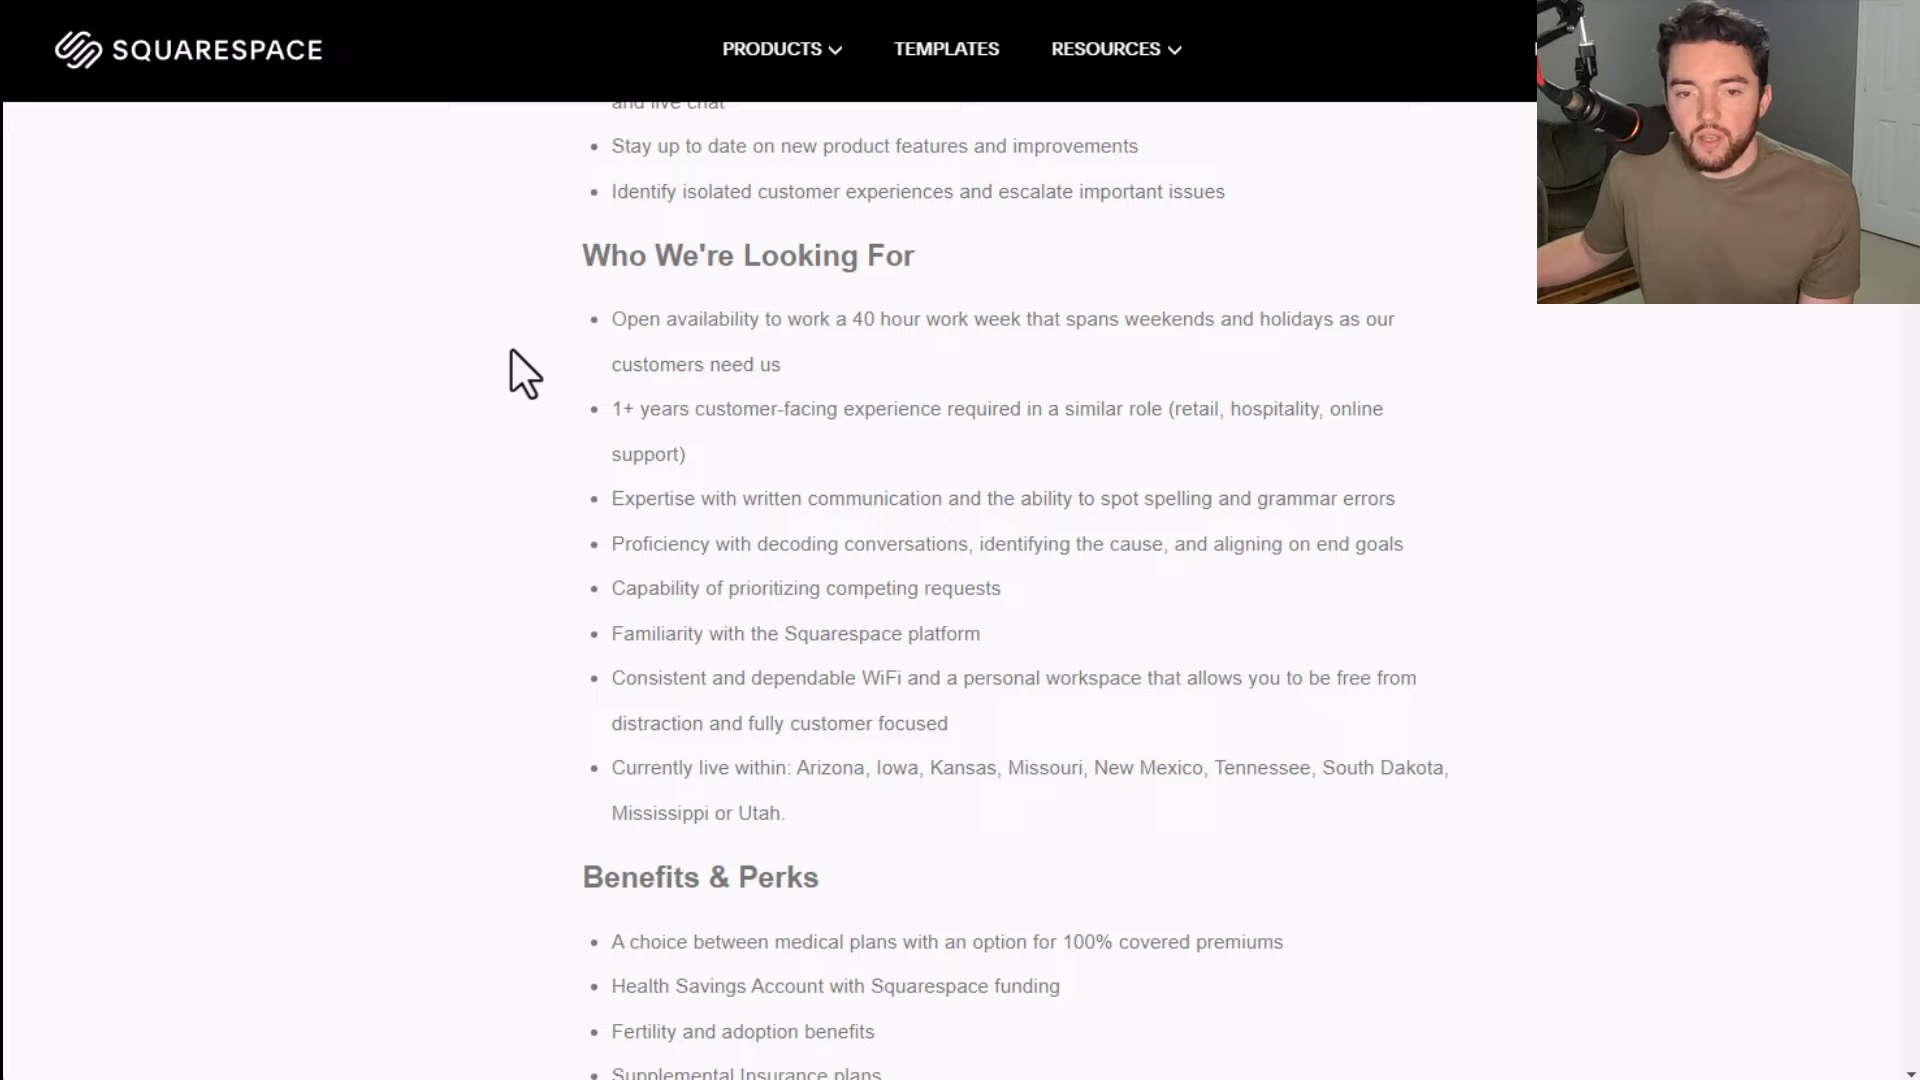 SQUARESPACE
PRODUCTS TEMPLATES RESOURCES
and live chat
• Stay up to date on new product features and improvements
• Identify isolated customer experiences and escalate important issues
Who We're Looking For
• Open availability to work a 40 hour work week that spans weekends and holidays as our
customers need us
• 1+ years customer-facing experience required in a similar role (retail, hospitality, online
support)
• Expertise with written communication and the ability to spot spelling and grammar errors
• Proficiency with decoding conversations, identifying the cause, and aligning on end goals
• Capability of prioritizing competing requests
• Familiarity with the Squarespace platform
• Consistent and dependable WiFi and a personal workspace that allows you to be free from
distraction and fully customer focused
• Currently live within: Arizona, Iowa, Kansas, Missouri, New Mexico, Tennessee, South Dakota,
Mississippi or Utah.
Benefits & Perks
• A choice between medical plans with an option for 100% covered premiums
• Health Savings Account with Squarespace funding
• Fertility and adoption benefits
• Supplemental Insurance plans